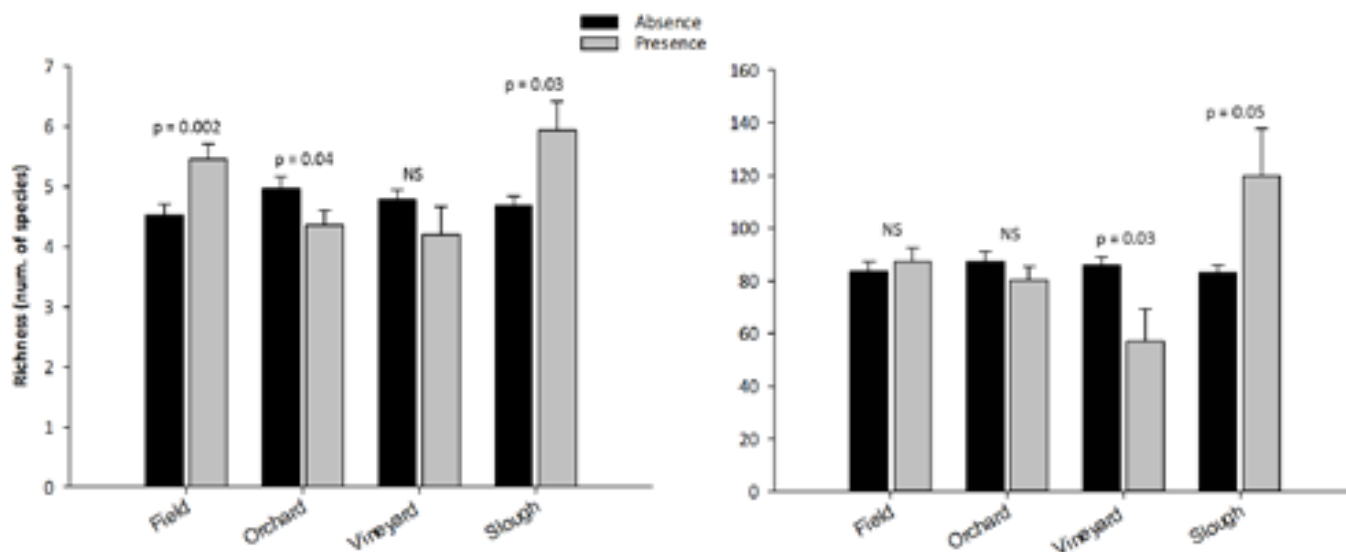 Absence
Presence
Richness (num. of species)
7
6
5
4
3
2
1
0
p = 0.002
p = 0.04
NS
p = 0.03
Field
Orchard
Vineyard
Slough
160
140
120
100
80
60
40
20
0
NS
NS
p = 0.03
p = 0.05
Field
Orchard
Vineyard
Slough